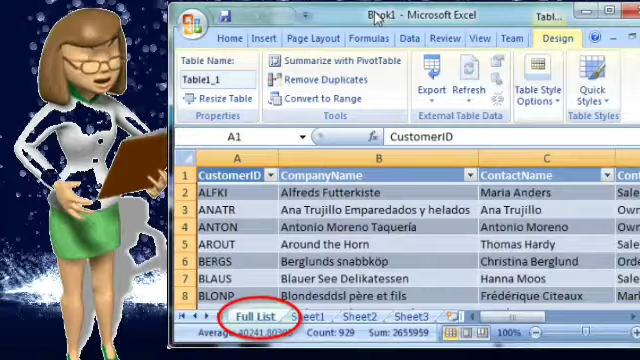 Book1 - Microsoft Excel
Tabl...
Home Insert Page Layout Formulas Data Review View Team Design
Table Name:
Table1_1
Resize Table
Properties
Summarize with PivotTable
Remove Duplicates
Convert to Range
Tools
Export Refresh
External Table Data
Table Style
Options
Quick
Styles
A1 fx CustomerID
A B C
1 CustomerID CompanyName ContactName Cont
2 ALFKI Alfreds Futterkiste Maria Anders Sale
3 ANATR Ana Trujillo Emparedados y helados Ana Trujillo Own
4 ANTON Antonio Moreno Taquería Antonio Moreno Own
5 AROUT Around the Horn Thomas Hardy Sale
6 BERGS Berglunds snabbköp Christina Berglund Orde
7 BLAUS Blauer See Delikatessen Hanna Moos Sale
8 BLONP Blondesddsl père et fils Frédérique Citeaux Mark
Full List Sheet1 Sheet2 Sheet3
Count: 929 Sum: 2655959 100%